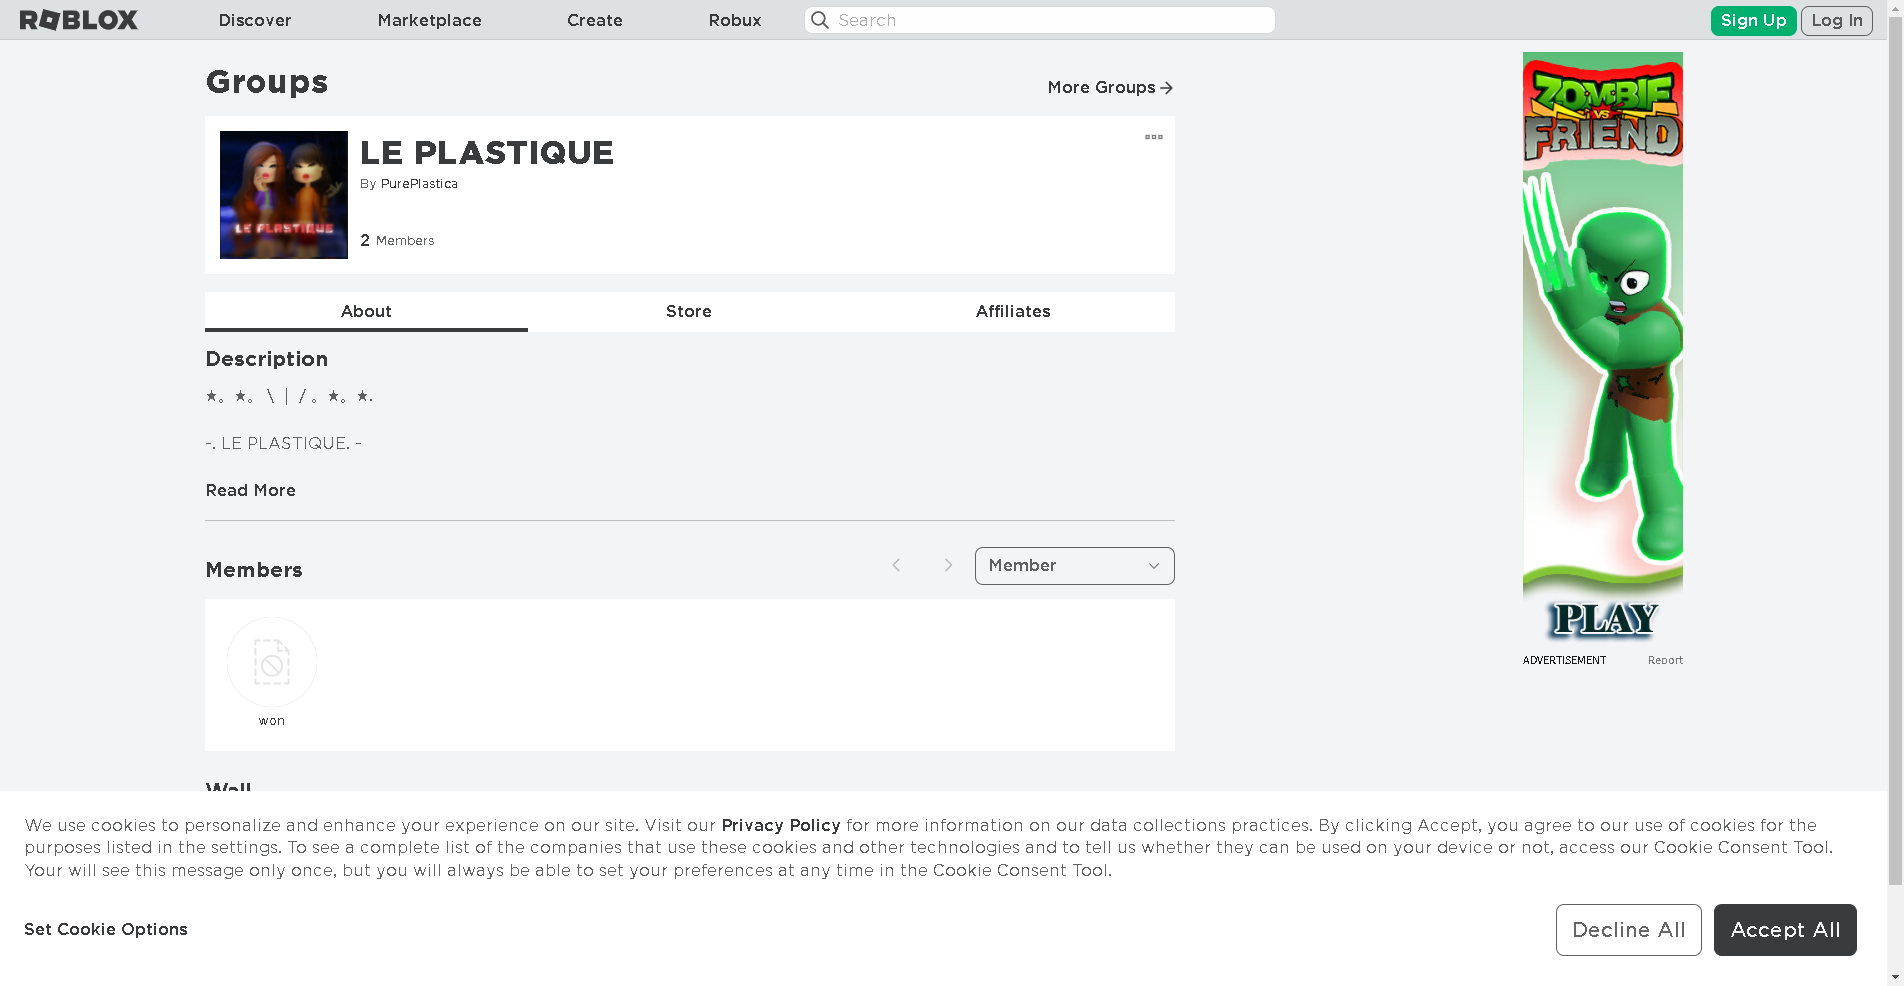 ROBLOX
Discover
Marketplace
Create
Robux
Search
Sign Up
Log In
Groups
More Groups
LE PLASTIQUE
By PurePlastica
2 Members
LE PLASTIQUE
About
Store
Affiliates
Description
★。★。 \ | / 。★。★.
-. LE PLASTIQUE. -
Read More
Members
Member
won
Wall
ZOMBIE
VS
FRIEND
PLAY
ADVERTISEMENT
Report
We use cookies to personalize and enhance your experience on our site. Visit our Privacy Policy for more information on our data collections practices. By clicking Accept, you agree to our use of cookies for the
purposes listed in the settings. To see a complete list of the companies that use these cookies and other technologies and to tell us whether they can be used on your device or not, access our Cookie Consent Tool.
Your will see this message only once, but you will always be able to set your preferences at any time in the Cookie Consent Tool.
Set Cookie Options
Decline All
Accept All